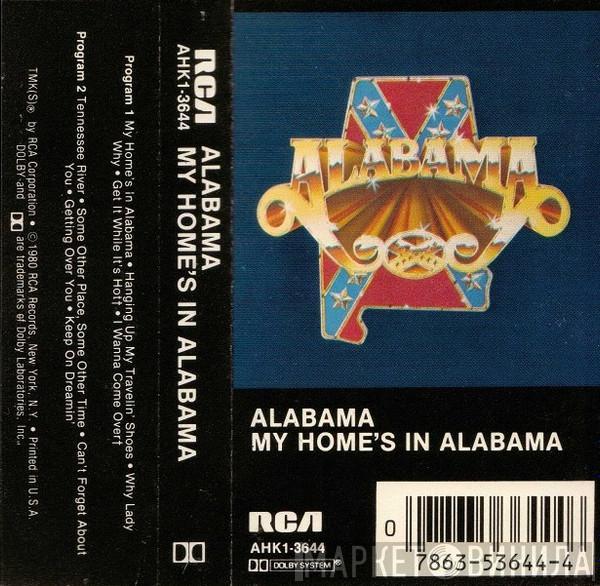 TMK(S)® by RCA Corporation • ©1980 RCA Records, New York, N.Y. • Printed in U.S.A.
DOLBY and are trademarks of Dolby Laboratories, Inc.
Program 2 Tennessee River • Some Other Place, Some Other Time • Can't Forget About
You • Getting Over You • Keep On Dreamin'
Program 1 My Home's in Alabama • Hanging Up My Travelin' Shoes • Why Lady
Why • Get It While It's Hot† • I Wanna Come Over†
RCA ALABAMA
AHK1-3644 MY HOME'S IN ALABAMA
ALABAMA
ALABAMA
MY HOME'S IN ALABAMA
RCA
AHK1-3644
DOLBY SYSTEM ®
0 7863-53644-4
МАРКЕТ ВИНИЛА